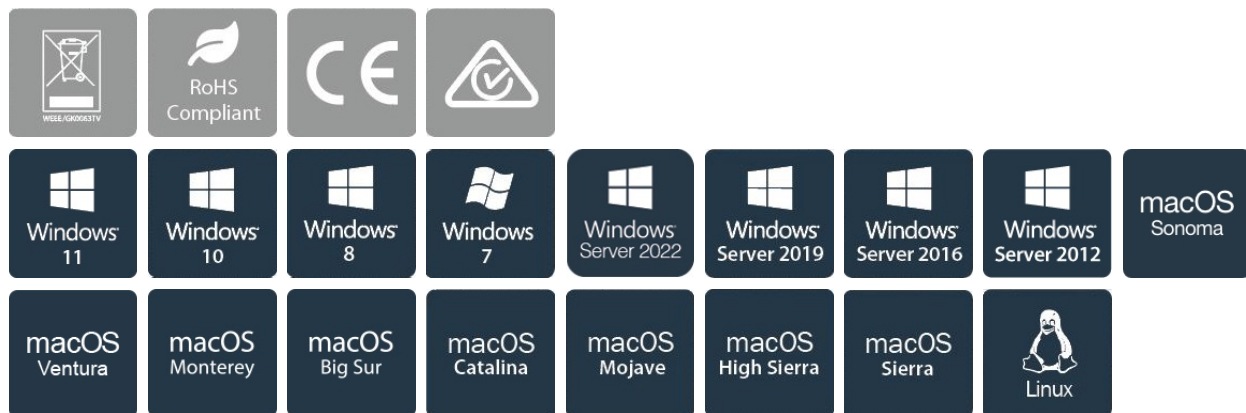 WEEE/GK0063TV
RoHS
Compliant
CE
Windows
11
Windows
10
Windows
8
Windows
7
Windows
Server 2022
Windows
Server 2019
Windows
Server 2016
Windows
Server 2012
macOS
Sonoma
macOS
Ventura
macOS
Monterey
macOS
Big Sur
macOS
Catalina
macOS
Mojave
macOS
High Sierra
macOS
Sierra
Linux